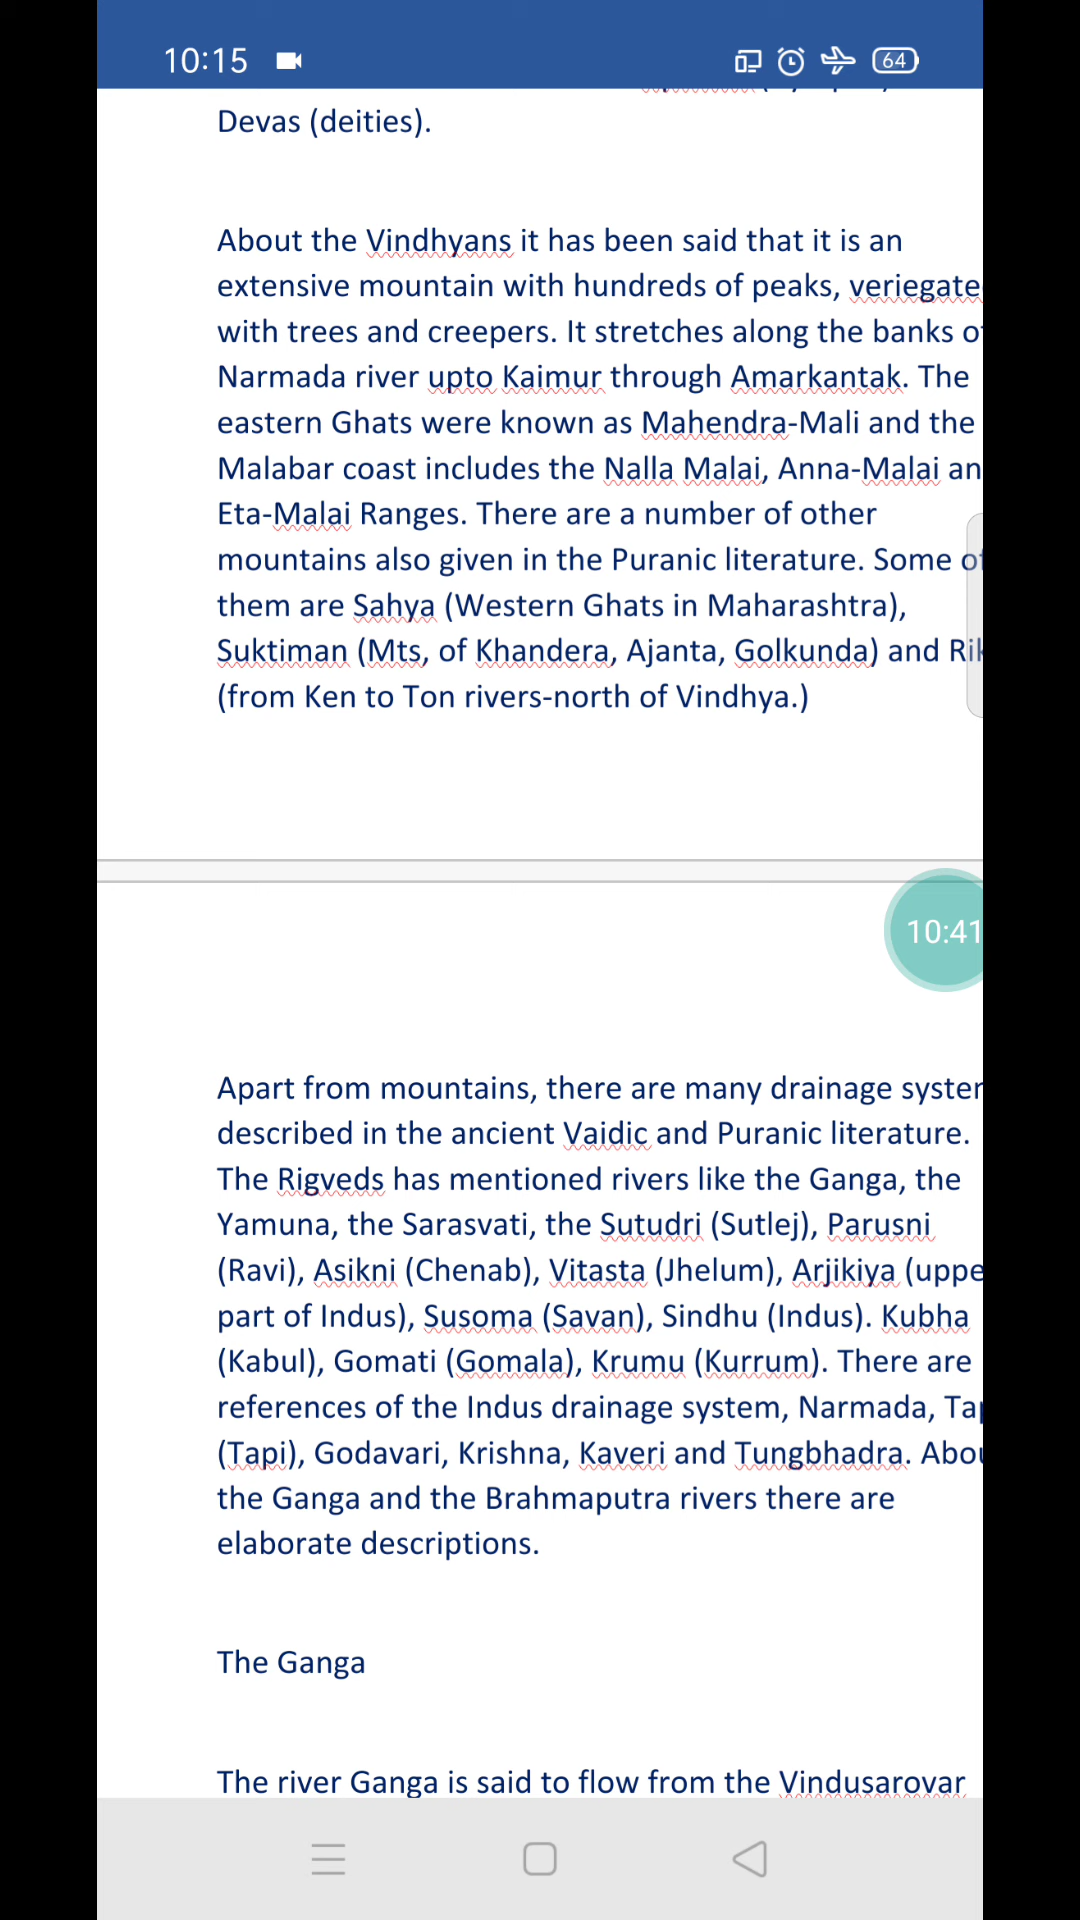 10:15
64
Devas (deities).
About the Vindhyans it has been said that it is an
extensive mountain with hundreds of peaks, veriegate
with trees and creepers. It stretches along the banks o
Narmada river upto Kaimur through Amarkantak. The
eastern Ghats were known as Mahendra-Mali and the
Malabar coast includes the Nalla Malai, Anna-Malai an
Eta-Malai Ranges. There are a number of other
mountains also given in the Puranic literature. Some of
them are Sahya (Western Ghats in Maharashtra),
Suktiman (Mts, of Khandera, Ajanta, Golkunda) and Rik
(from Ken to Ton rivers-north of Vindhya.)
10:41
Apart from mountains, there are many drainage syster
described in the ancient Vaidic and Puranic literature.
The Rigveds has mentioned rivers like the Ganga, the
Yamuna, the Sarasvati, the Sutudri (Sutlej), Parusni
(Ravi), Asikni (Chenab), Vitasta (Jhelum), Arjikiya (uppe
part of Indus), Susoma (Savan), Sindhu (Indus). Kubha
(Kabul), Gomati (Gomala), Krumu (Kurrum). There are
references of the Indus drainage system, Narmada, Tap
(Tapi), Godavari, Krishna, Kaveri and Tungbhadra. Abou
the Ganga and the Brahmaputra rivers there are
elaborate descriptions.
The Ganga
The river Ganga is said to flow from the Vindusarovar